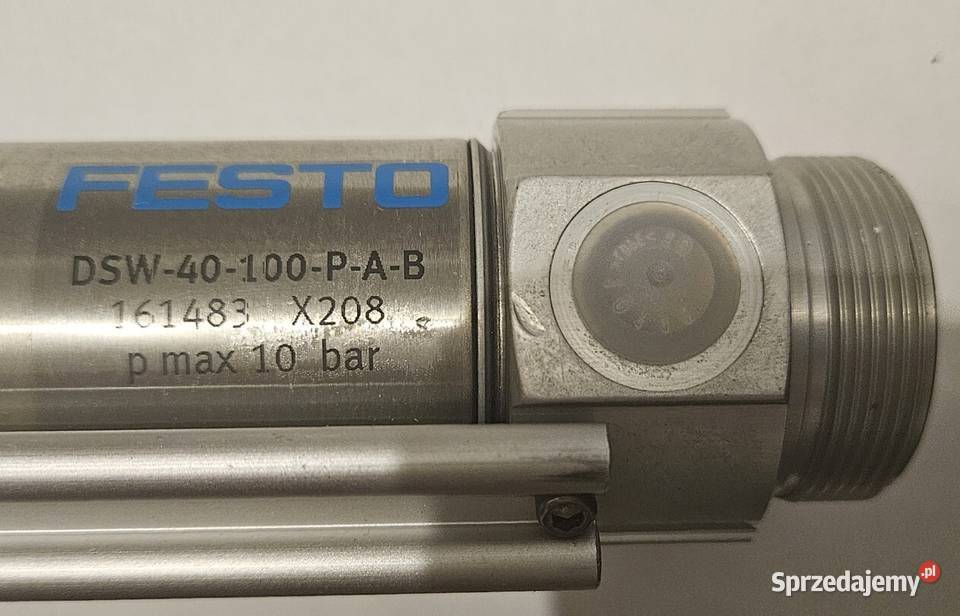 FESTO
DSW-40-100-P-A-B
161483 X208
p max 10 bar
Sprzedajemy.pl